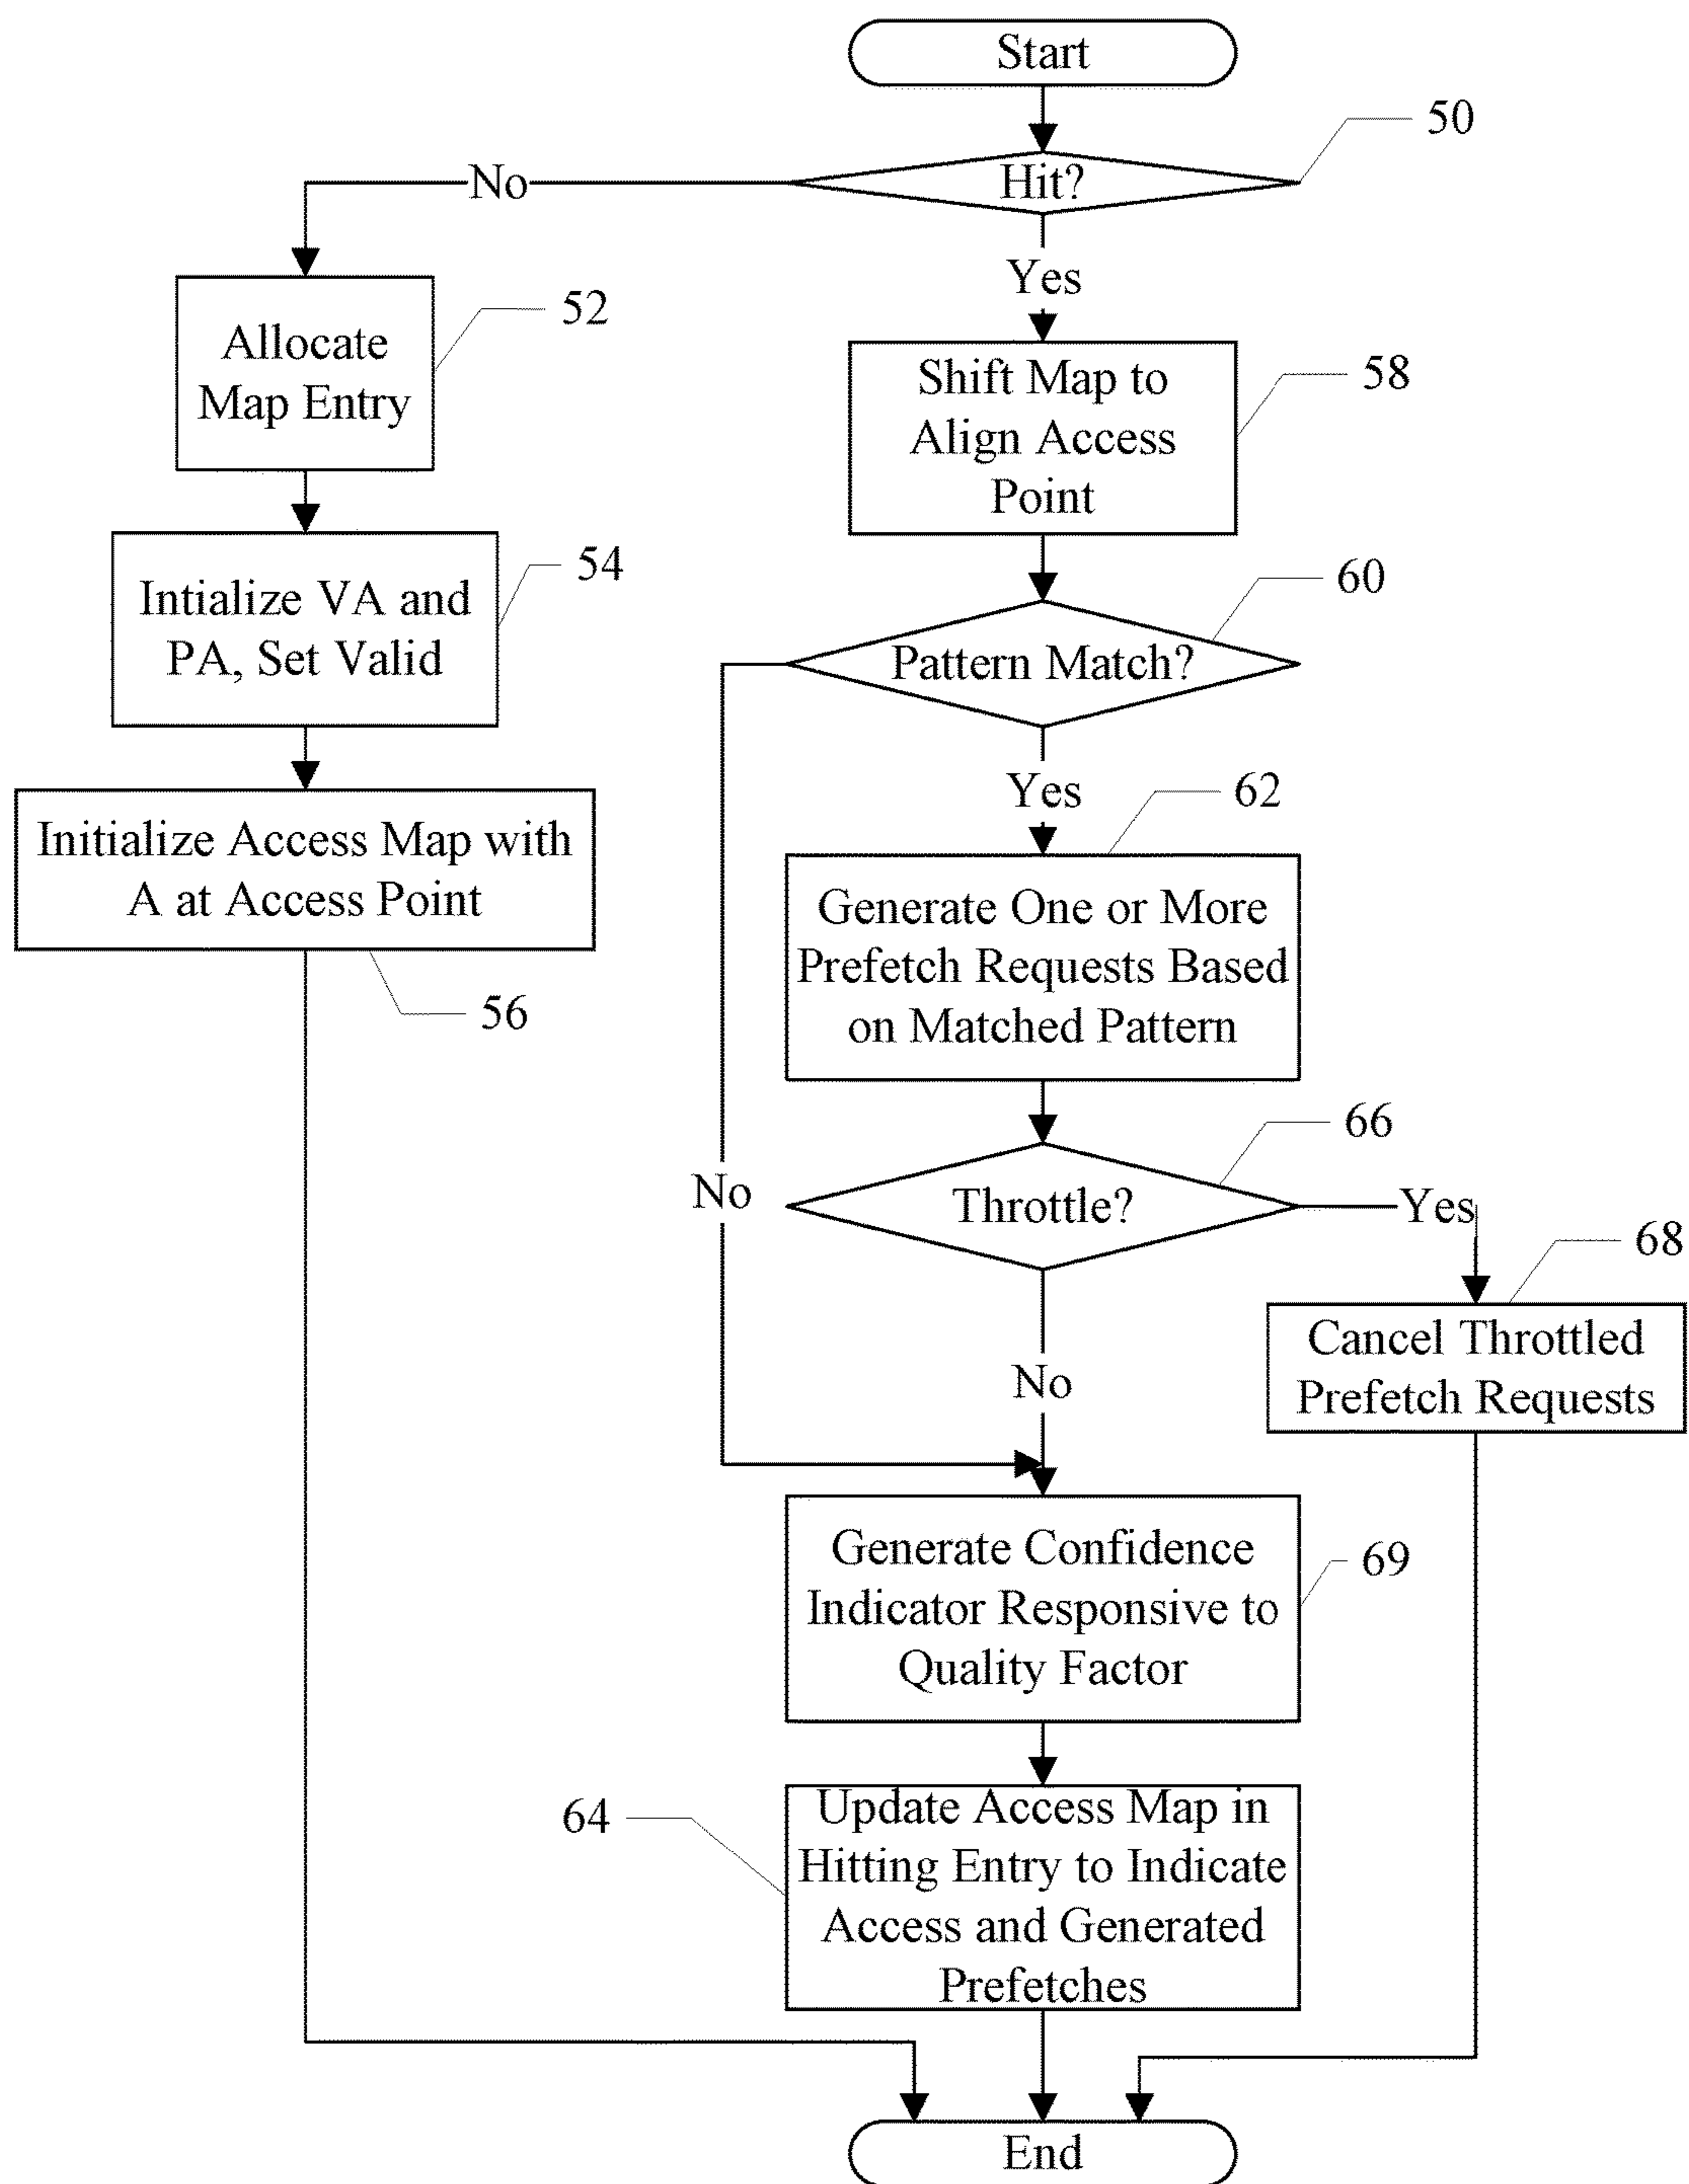 Start
50
Hit?
No
Yes
Allocate
Map Entry
52
Shift Map to
Align Access
Point
58
Intialize VA and
PA, Set Valid
54
60
Pattern Match?
Yes
62
Initialize Access Map with
A at Access Point
56
Generate One or More
Prefetch Requests Based
on Matched Pattern
66
No
Throttle?
Yes
68
Cancel Throttled
Prefetch Requests
No
Generate Confidence
Indicator Responsive to
Quality Factor
69
64
Update Access Map in
Hitting Entry to Indicate
Access and Generated
Prefetches
End